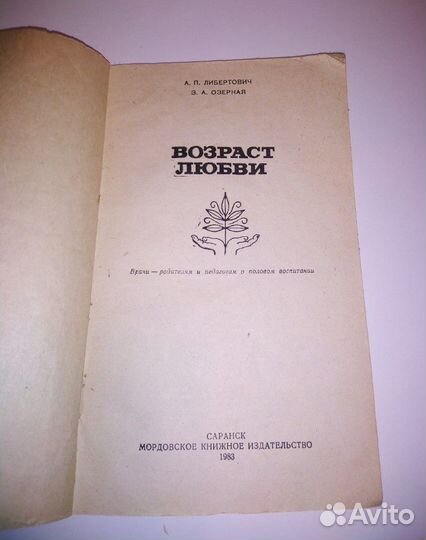 А. П. ЛИБЕРТОВИЧ
З. А. ОЗЕРНАЯ
ВОЗРАСТ
ЛЮБВИ
Врачи — родителям и педагогам о половом воспитании
САРАНСК
МОРДОВСКОЕ КНИЖНОЕ ИЗДАТЕЛЬСТВО
1983
Avito